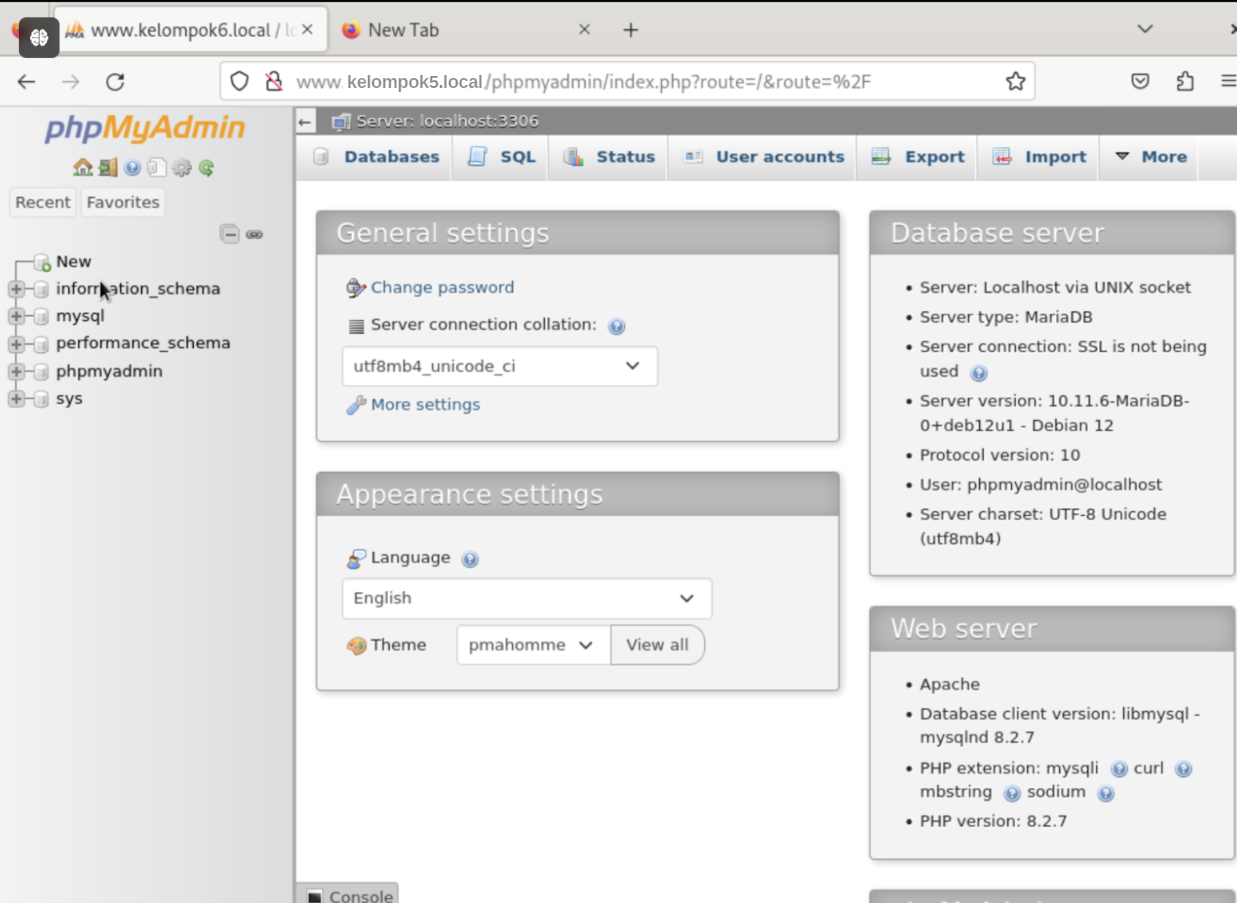 www.kelompok6.local / lo
New Tab
www.kelompok5.local/phpmyadmin/index.php?route=/&route=%2F
phpMyAdmin
Recent
Favorites
New
information_schema
mysql
performance_schema
phpmyadmin
sys
Server: localhost:3306
Databases
SQL
Status
User accounts
Export
Import
More
General settings
Change password
Server connection collation:
utf8mb4_unicode_ci
More settings
Appearance settings
Language
English
Theme
pmahomme
View all
Database server
• Server: Localhost via UNIX socket
• Server type: MariaDB
• Server connection: SSL is not being
used
• Server version: 10.11.6-MariaDB-
0+deb12u1 - Debian 12
• Protocol version: 10
• User: phpmyadmin@localhost
• Server charset: UTF-8 Unicode
(utf8mb4)
Web server
• Apache
• Database client version: libmysql -
mysqlnd 8.2.7
• PHP extension: mysqli curl
mbstring sodium
• PHP version: 8.2.7
Console